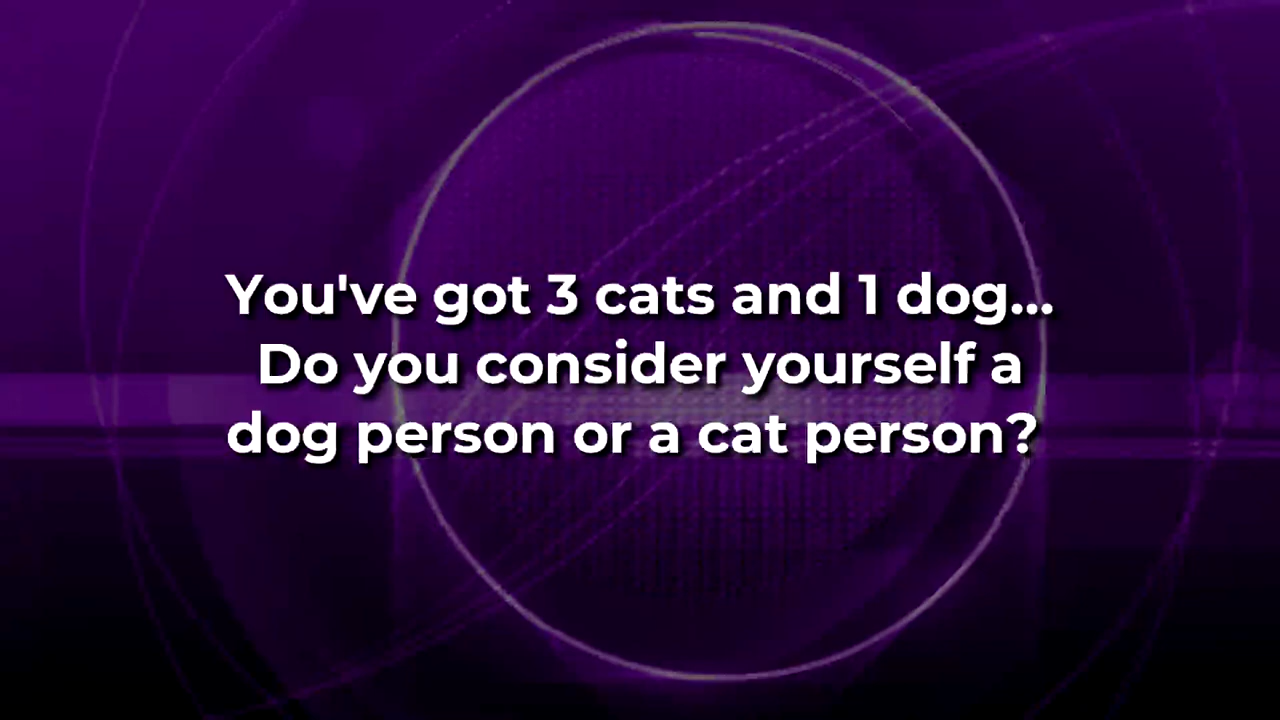 You've got 3 cats and 1 dog...
Do you consider yourself a
dog person or a cat person?